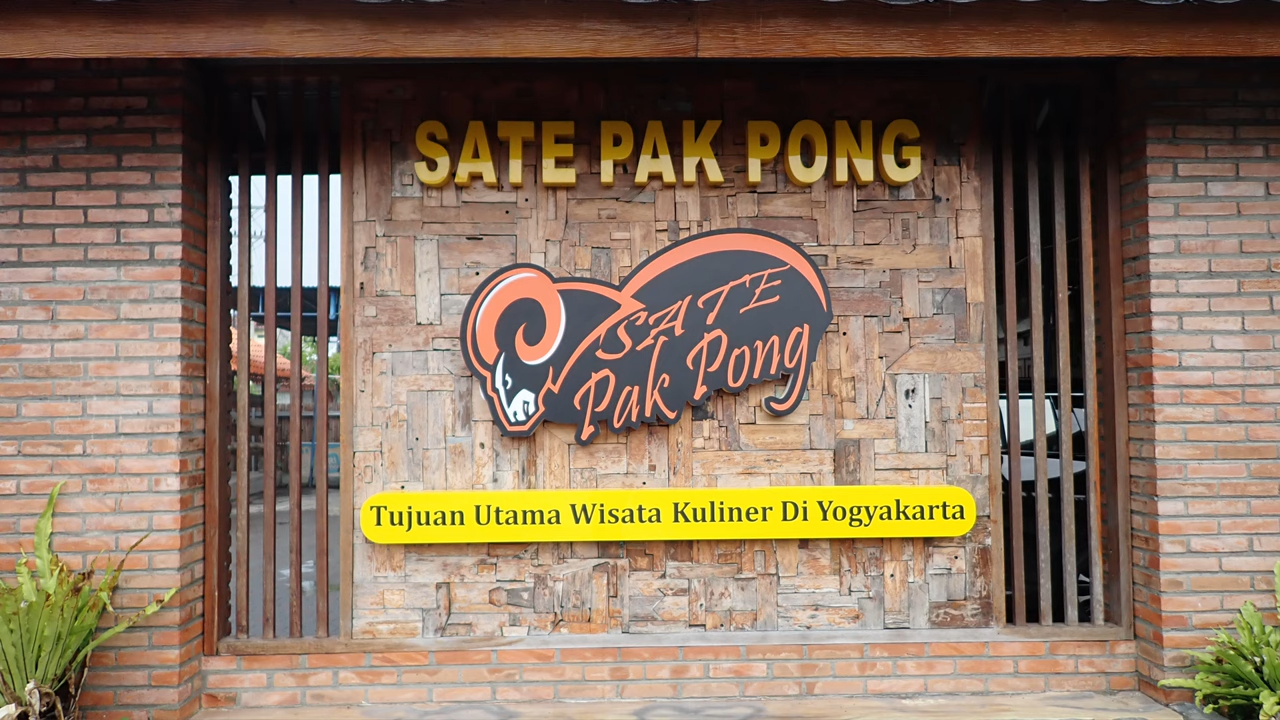 SATE PAK PONG
SATE
Pak Pong
Tujuan Utama Wisata Kuliner Di Yogyakarta